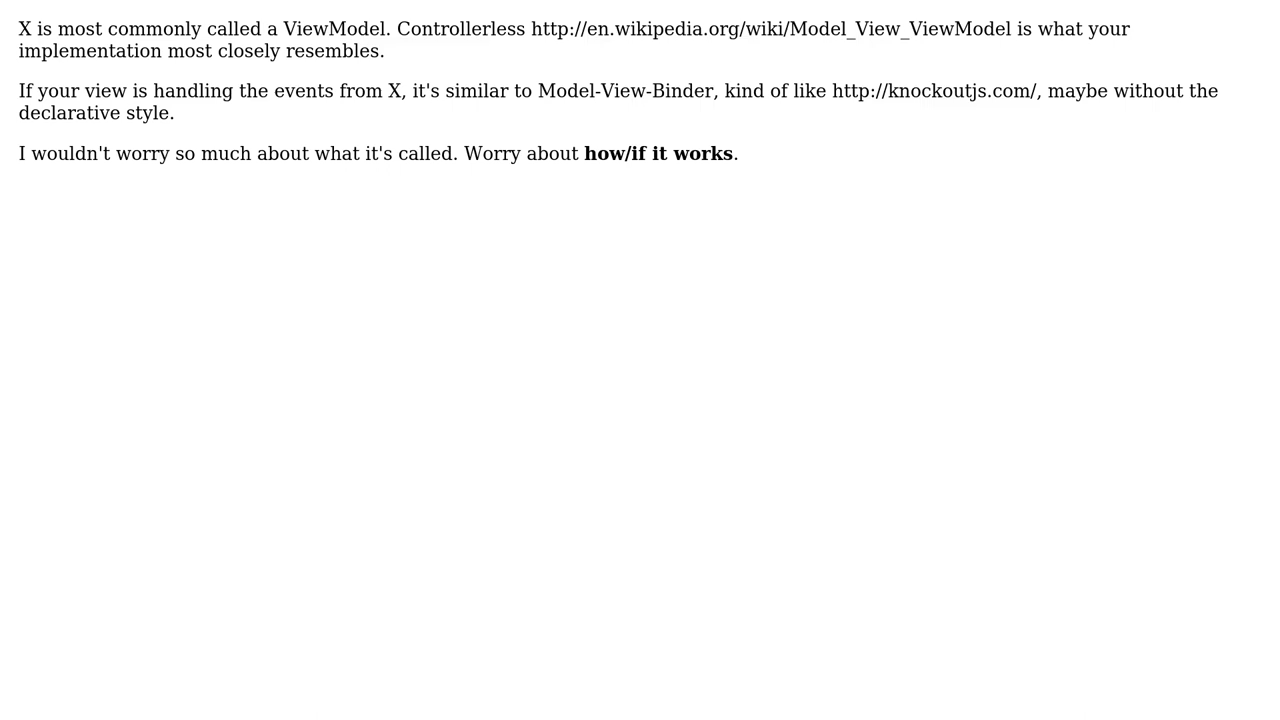 X is most commonly called a ViewModel. Controllerless http://en.wikipedia.org/wiki/Model_View_ViewModel is what your
implementation most closely resembles.
If your view is handling the events from X, it's similar to Model-View-Binder, kind of like http://knockoutjs.com/, maybe without the
declarative style.
I wouldn't worry so much about what it's called. Worry about how/if it works.